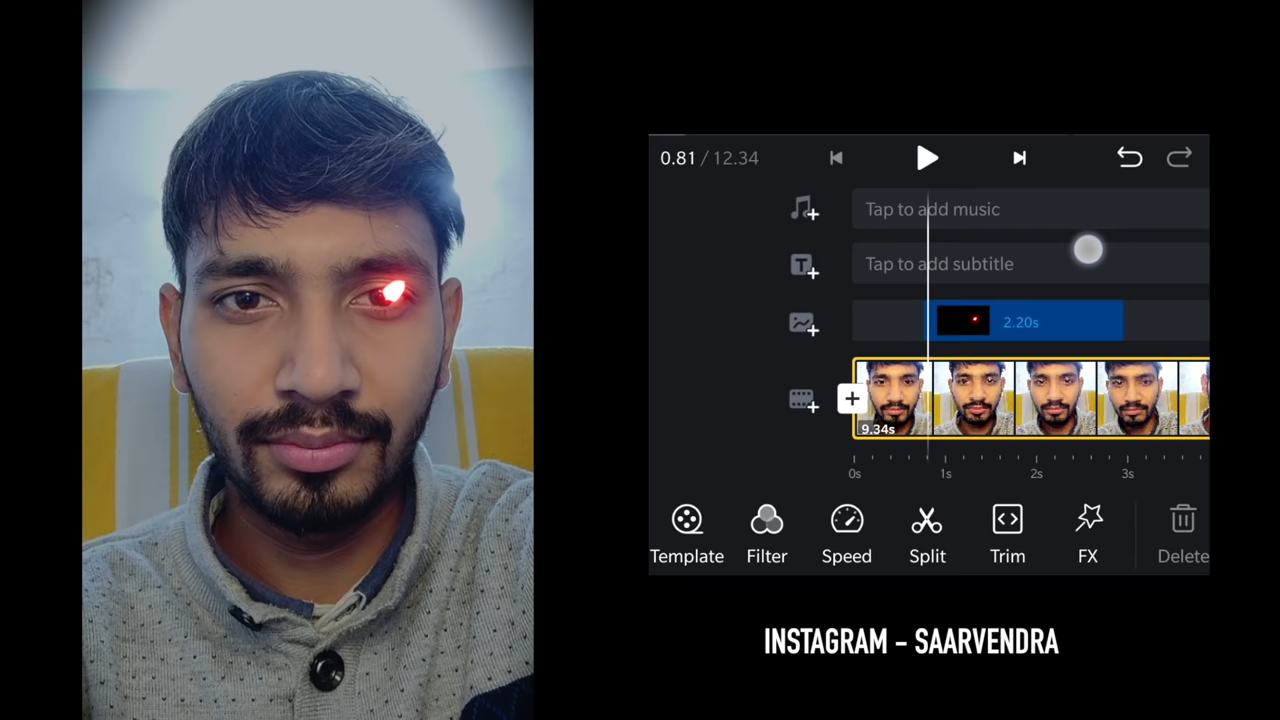 0.81 / 12.34
Tap to add music
Tap to add subtitle
2.20s
9.34s
0s 1s 2s 3s
Template Filter Speed Split Trim FX Delete
INSTAGRAM - SAARVENDRA